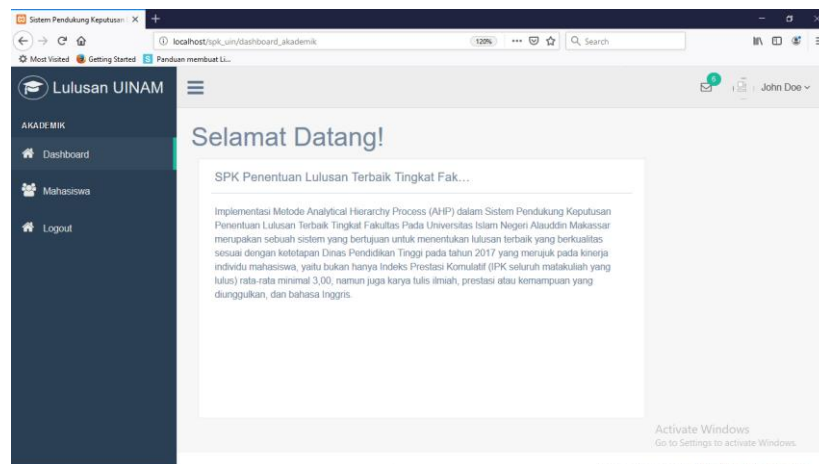 Sistem Pendukung Keputusan
localhost/spk_uin/dashboard_akademik
120%
Search
Most Visited Getting Started Panduan membuat Li...
Lulusan UINAM
6
John Doe
AKADEMIK
Dashboard
Mahasiswa
Logout
Selamat Datang!
SPK Penentuan Lulusan Terbaik Tingkat Fak...
Implementasi Metode Analytical Hierarchy Process (AHP) dalam Sistem Pendukung Keputusan
Penentuan Lulusan Terbaik Tingkat Fakultas Pada Universitas Islam Negeri Alauddin Makassar
merupakan sebuah sistem yang bertujuan untuk menentukan lulusan terbaik yang berkualitas
sesuai dengan ketetapan Dinas Pendidikan Tinggi pada tahun 2017 yang merujuk pada kinerja
individu mahasiswa, yaitu bukan hanya Indeks Prestasi Komulatif (IPK seluruh matakuliah yang
lulus) rata-rata minimal 3,00, namun juga karya tulis ilmiah, prestasi atau kemampuan yang
diunggulkan, dan bahasa Inggris.
Activate Windows
Go to Settings to activate Windows.